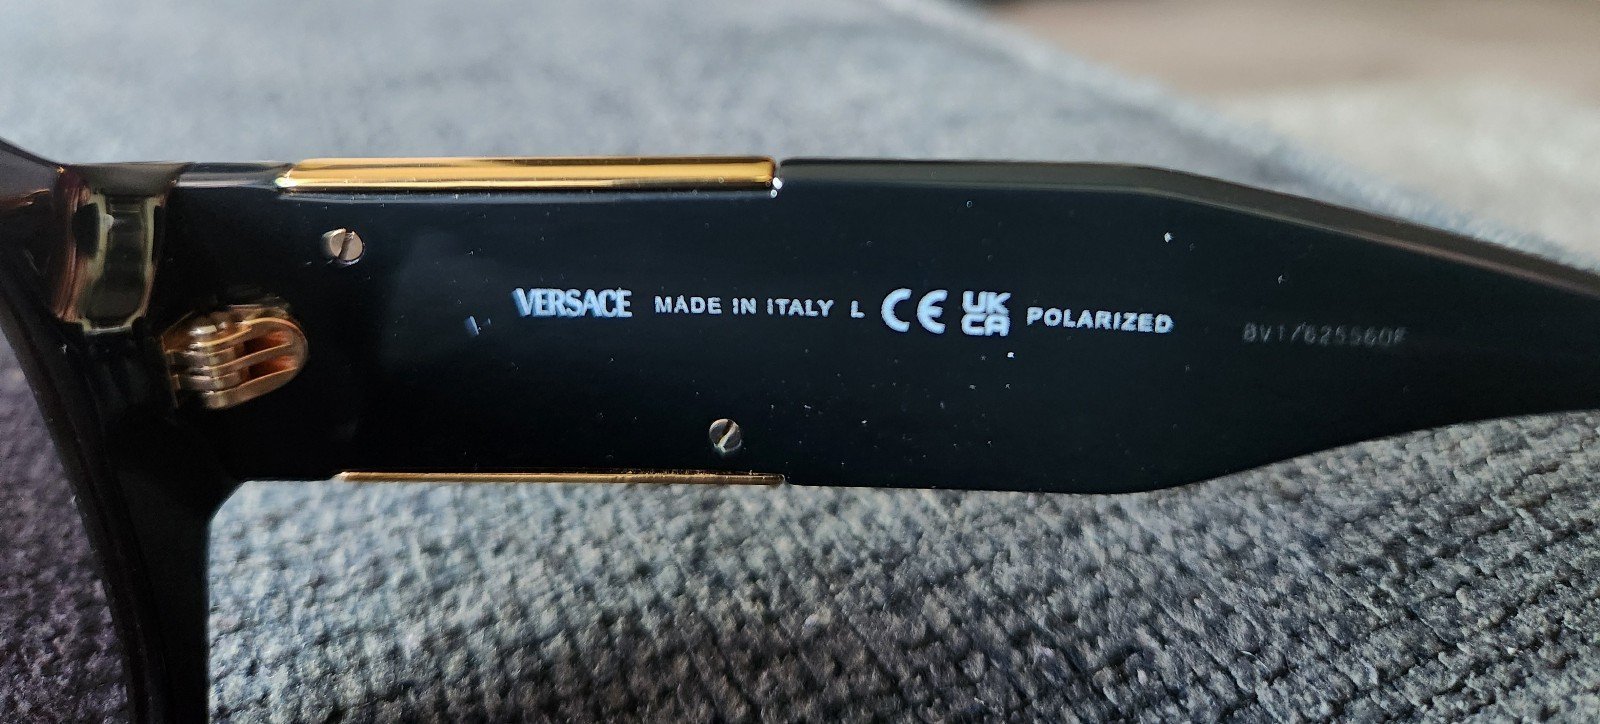 VERSACE MADE IN ITALY L CE UK CA POLARIZED